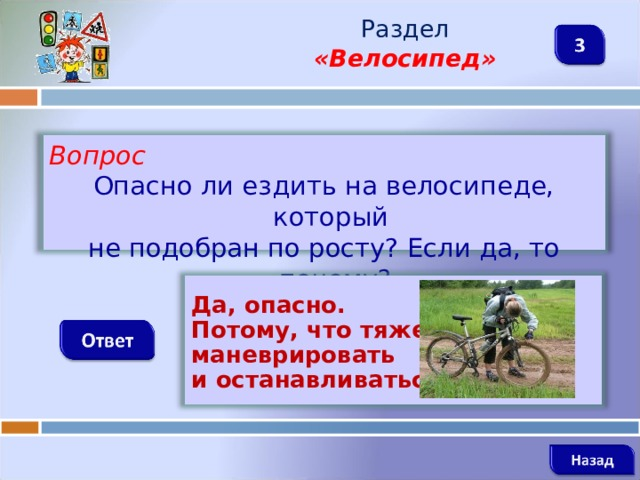 Раздел
«Велосипед»
3
Вопрос
Опасно ли ездить на велосипеде,
который
не подобран по росту? Если да, то
почему?
Да, опасно.
Потому, что тяже
маневрировать
и останавливатьс
Ответ
Назад